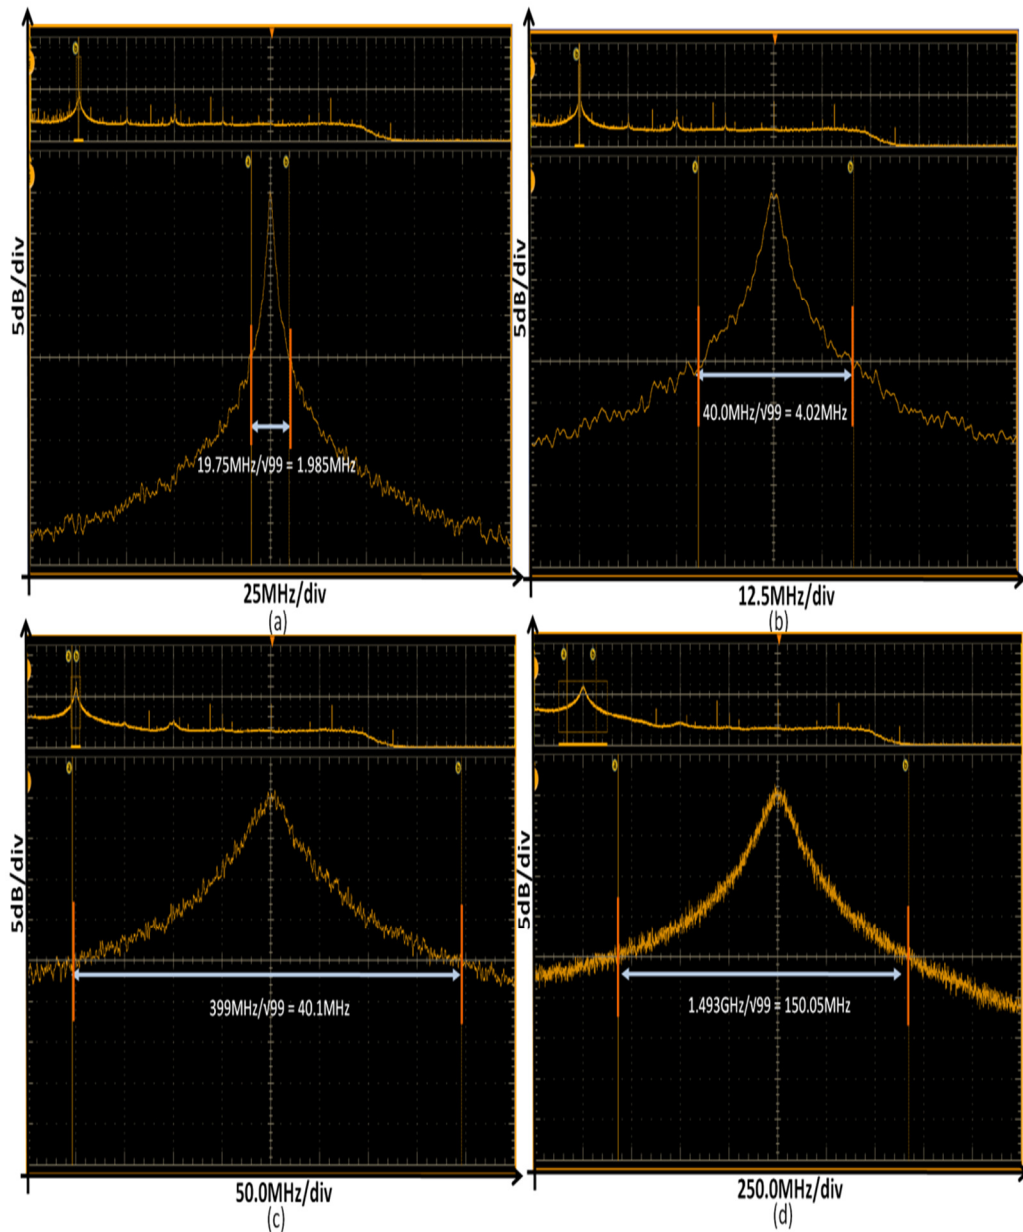 5dB/div
19.75MHz/√99 = 1.985MHz
25MHz/div
(a)
5dB/div
40.0MHz/√99 = 4.02MHz
12.5MHz/div
(b)
5dB/div
399MHz/√99 = 40.1MHz
50.0MHz/div
(c)
5dB/div
1.493GHz/√99 = 150.05MHz
250.0MHz/div
(d)